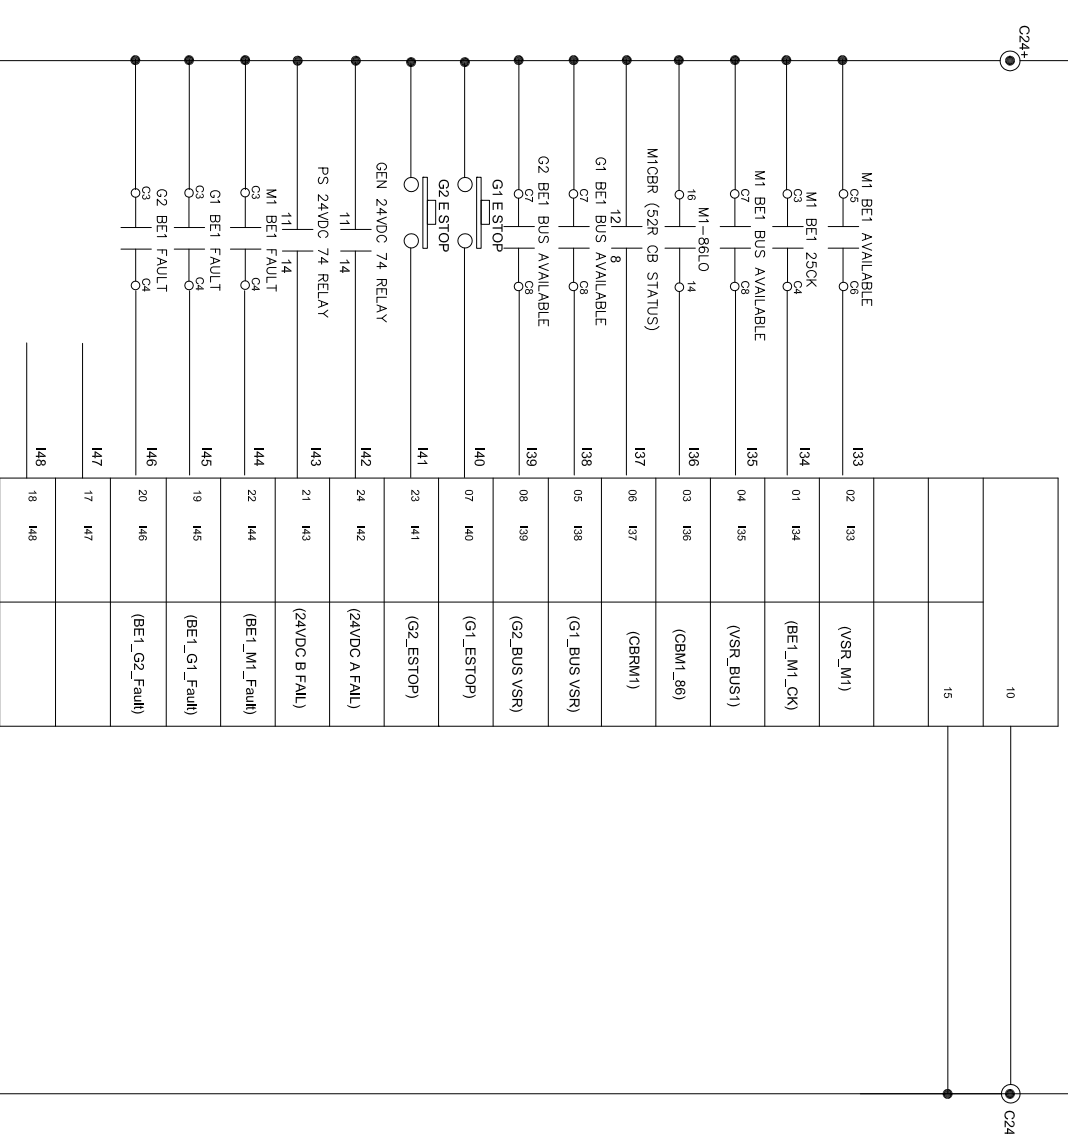 C24+
M1 BE1 AVAILABLE
C5
C6
I33
02 I33 (VSR_M1)
M1 BE1 25CK
C3
C4
I34
01 I34 (BE1_M1_CK)
M1 BE1 BUS AVAILABLE
C7
C8
I35
04 I35 (VSR_BUS1)
M1-86LO
16
14
I36
03 I36 (CBM1_86)
M1CBR (52R CB STATUS)
12
8
I37
06 I37 (CBRM1)
G1 BE1 BUS AVAILABLE
C7
C8
I38
05 I38 (G1_BUS VSR)
G2 BE1 BUS AVAILABLE
C7
C8
I39
08 I39 (G2_BUS VSR)
G1 ESTOP
I40
07 I40 (G1_ESTOP)
G2 ESTOP
I41
23 I41 (G2_ESTOP)
GEN 24VDC 74 RELAY
11
14
I42
24 I42 (24VDC A FAIL)
PS 24VDC 74 RELAY
11
14
I43
21 I43 (24VDC B FAIL)
M1 BE1 FAULT
C3
C4
I44
22 I44 (BE1_M1_Fault)
G1 BE1 FAULT
C3
C4
I45
19 I45 (BE1_G1_Fault)
G2 BE1 FAULT
C3
C4
I46
20 I46 (BE1_G2_Fault)
I47
17 I47
I48
18 I48
10
15
C24